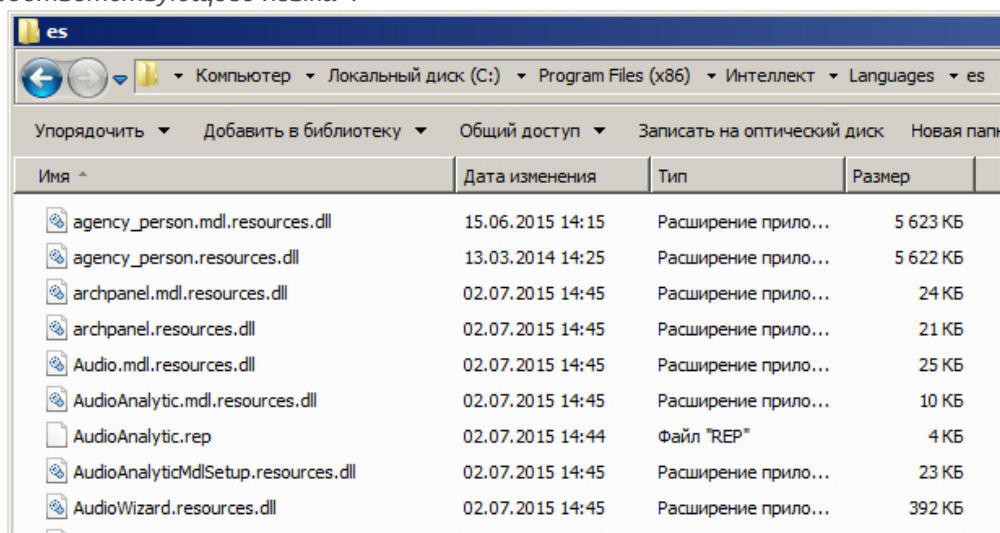 соответствующего языка".
es
Компьютер Локальный диск (C:) Program Files (x86) Интеллект Languages es
Упорядочить Добавить в библиотеку Общий доступ Записать на оптический диск Новая
Имя Дата изменения Тип Размер
agency_person.mdl.resources.dll 15.06.2015 14:15 Расширение прило... 5 623 КБ
agency_person.resources.dll 13.03.2014 14:25 Расширение прило... 5 622 КБ
archpanel.mdl.resources.dll 02.07.2015 14:45 Расширение прило... 24 КБ
archpanel.resources.dll 02.07.2015 14:45 Расширение прило... 21 КБ
Audio.mdl.resources.dll 02.07.2015 14:45 Расширение прило... 25 КБ
AudioAnalytic.mdl.resources.dll 02.07.2015 14:45 Расширение прило... 10 КБ
AudioAnalytic.rep 02.07.2015 14:44 Файл "REP" 4 КБ
AudioAnalyticMdlSetup.resources.dll 02.07.2015 14:45 Расширение прило... 23 КБ
AudioWizard.resources.dll 02.07.2015 14:45 Расширение прило... 392 КБ